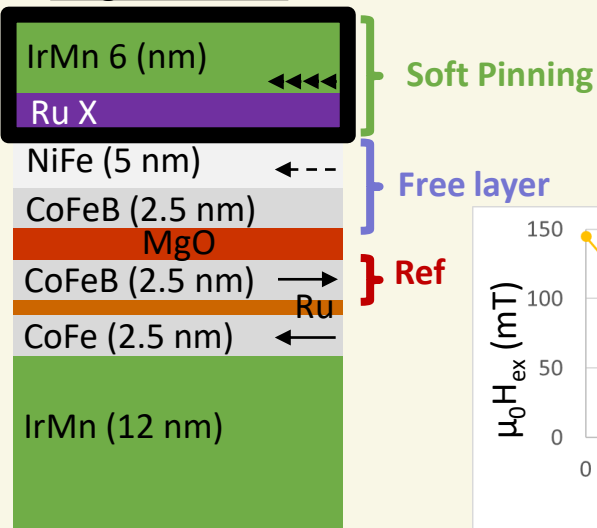 IrMn 6 (nm)
Ru X
Soft Pinning
NiFe (5 nm)
Free layer
CoFeB (2.5 nm)
MgO
CoFeB (2.5 nm)
Ref
Ru
CoFe (2.5 nm)
IrMn (12 nm)
μ₀Hₑₓ (mT)
150
100
50
0
0